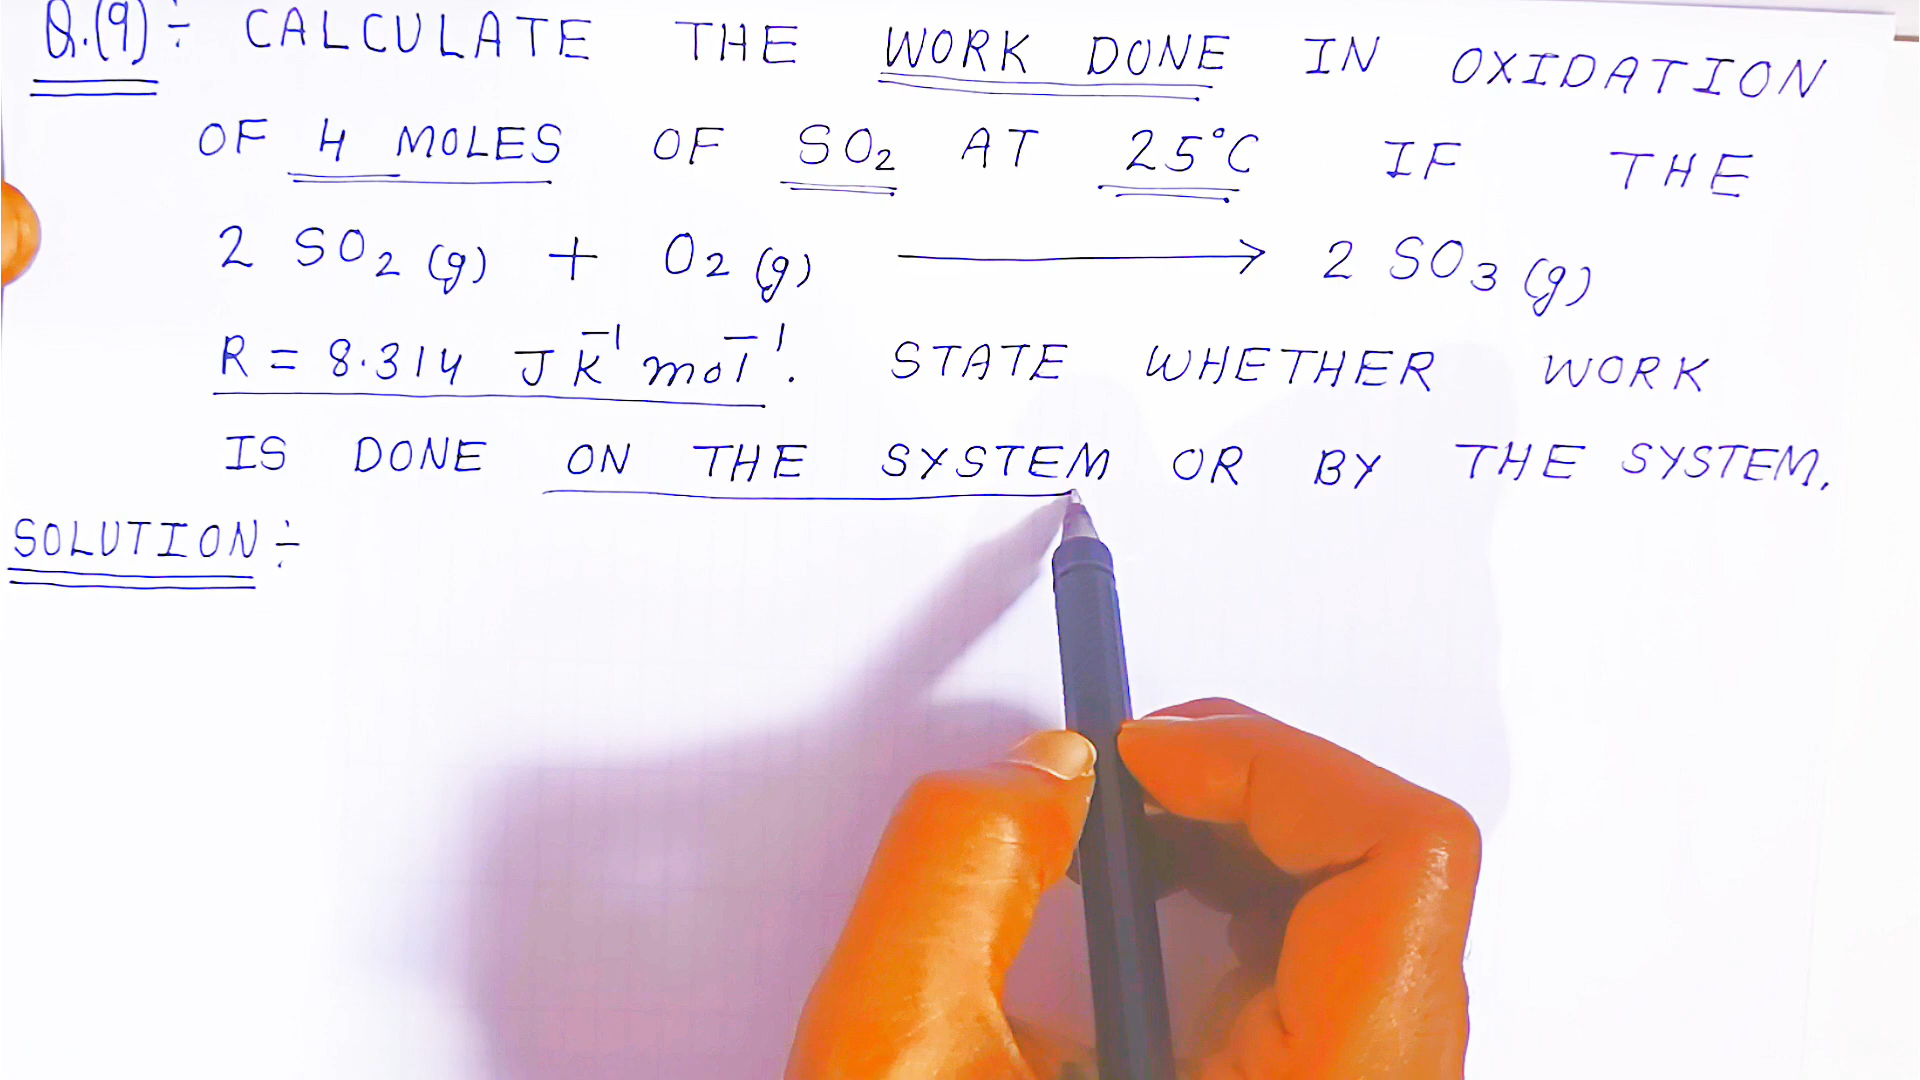 Q.(9) ÷ CALCULATE THE WORK DONE IN OXIDATION
OF 4 MOLES OF SO₂ AT 25°C IF THE
2 SO₂ (g) + O₂ (g) ⟶ 2 SO₃ (g)
R = 8.314 J K⁻¹ mol⁻¹. STATE WHETHER WORK
IS DONE ON THE SYSTEM OR BY THE SYSTEM.
SOLUTION ÷